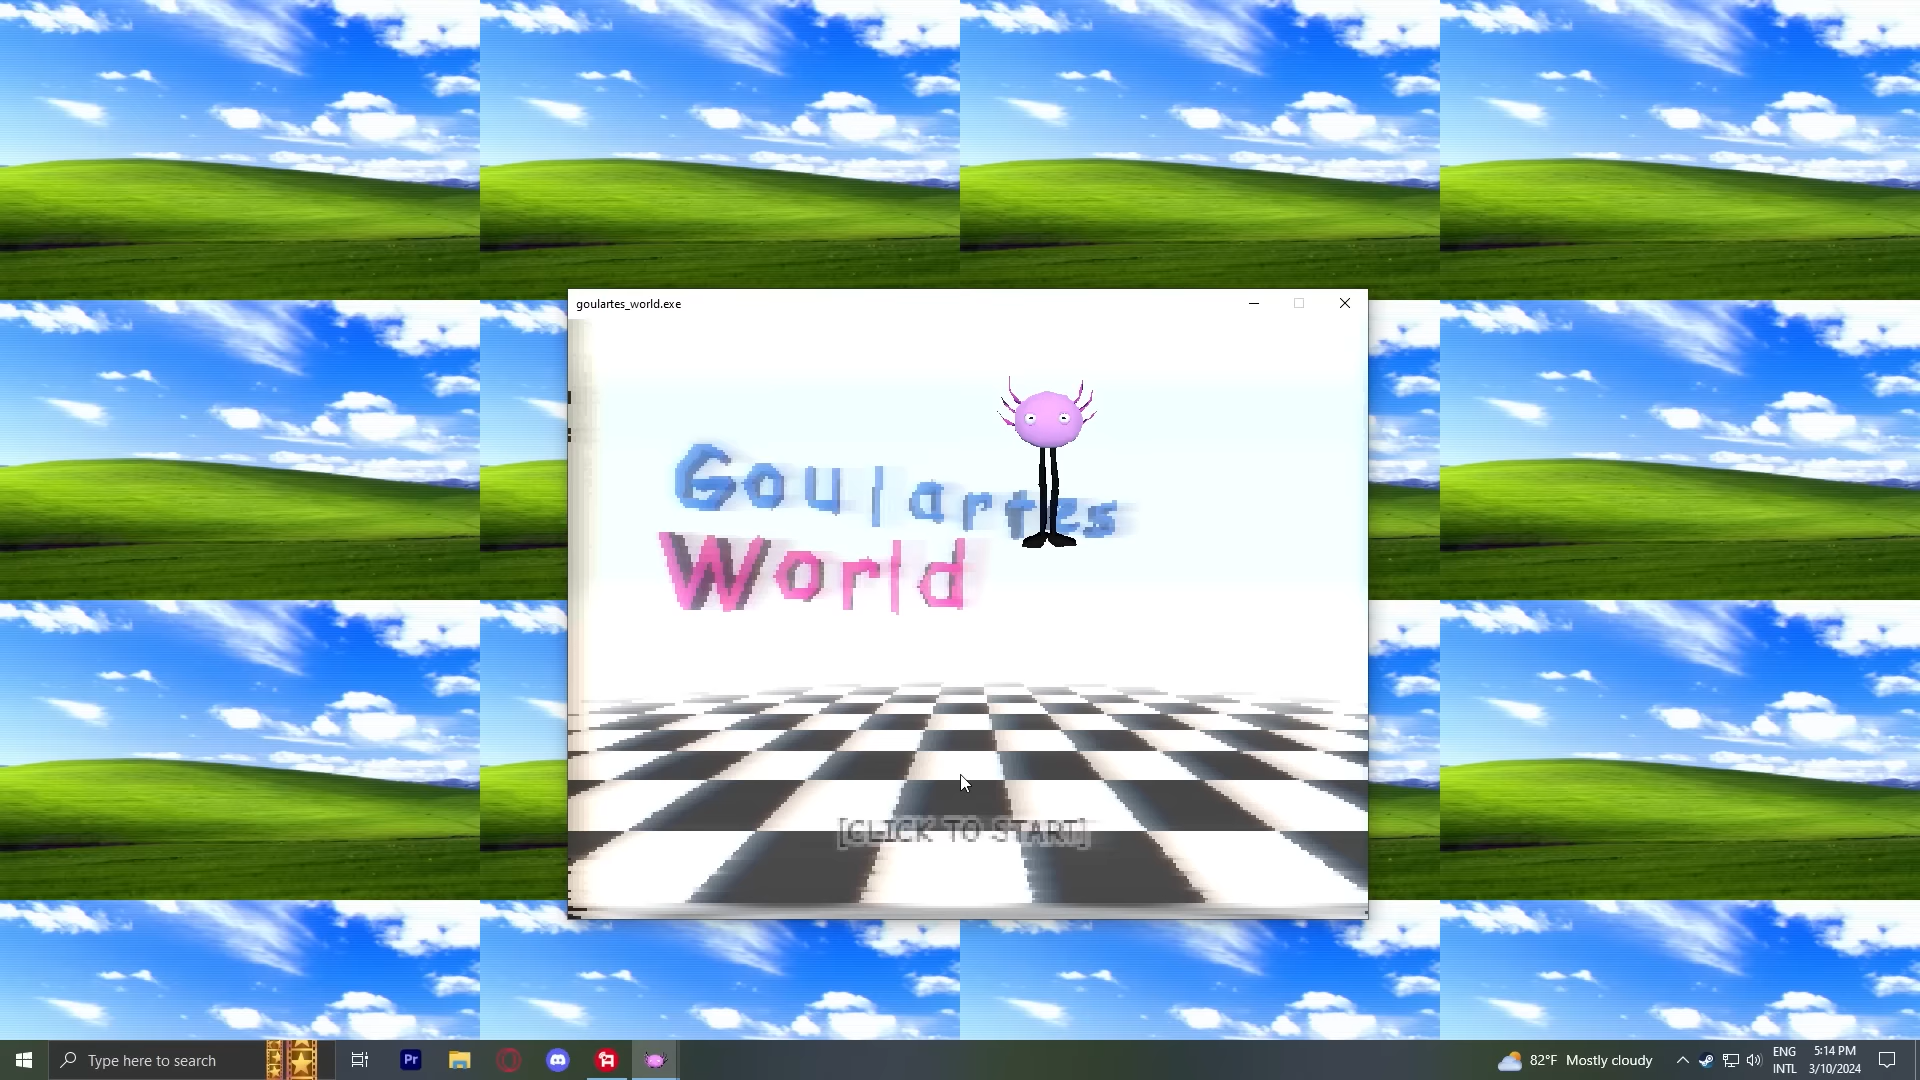 goulartes_world.exe
Goulartes
World
[CLICK TO START]
Type here to search
Pr
82°F Mostly cloudy
ENG
INTL
5:14 PM
3/10/2024